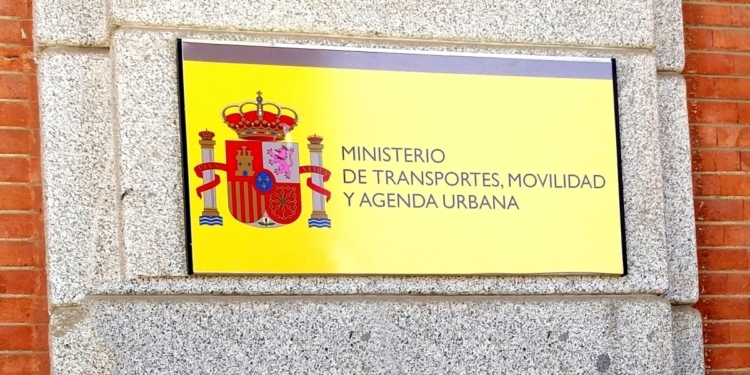 MINISTERIO
DE TRANSPORTES, MOVILIDAD
Y AGENDA URBANA